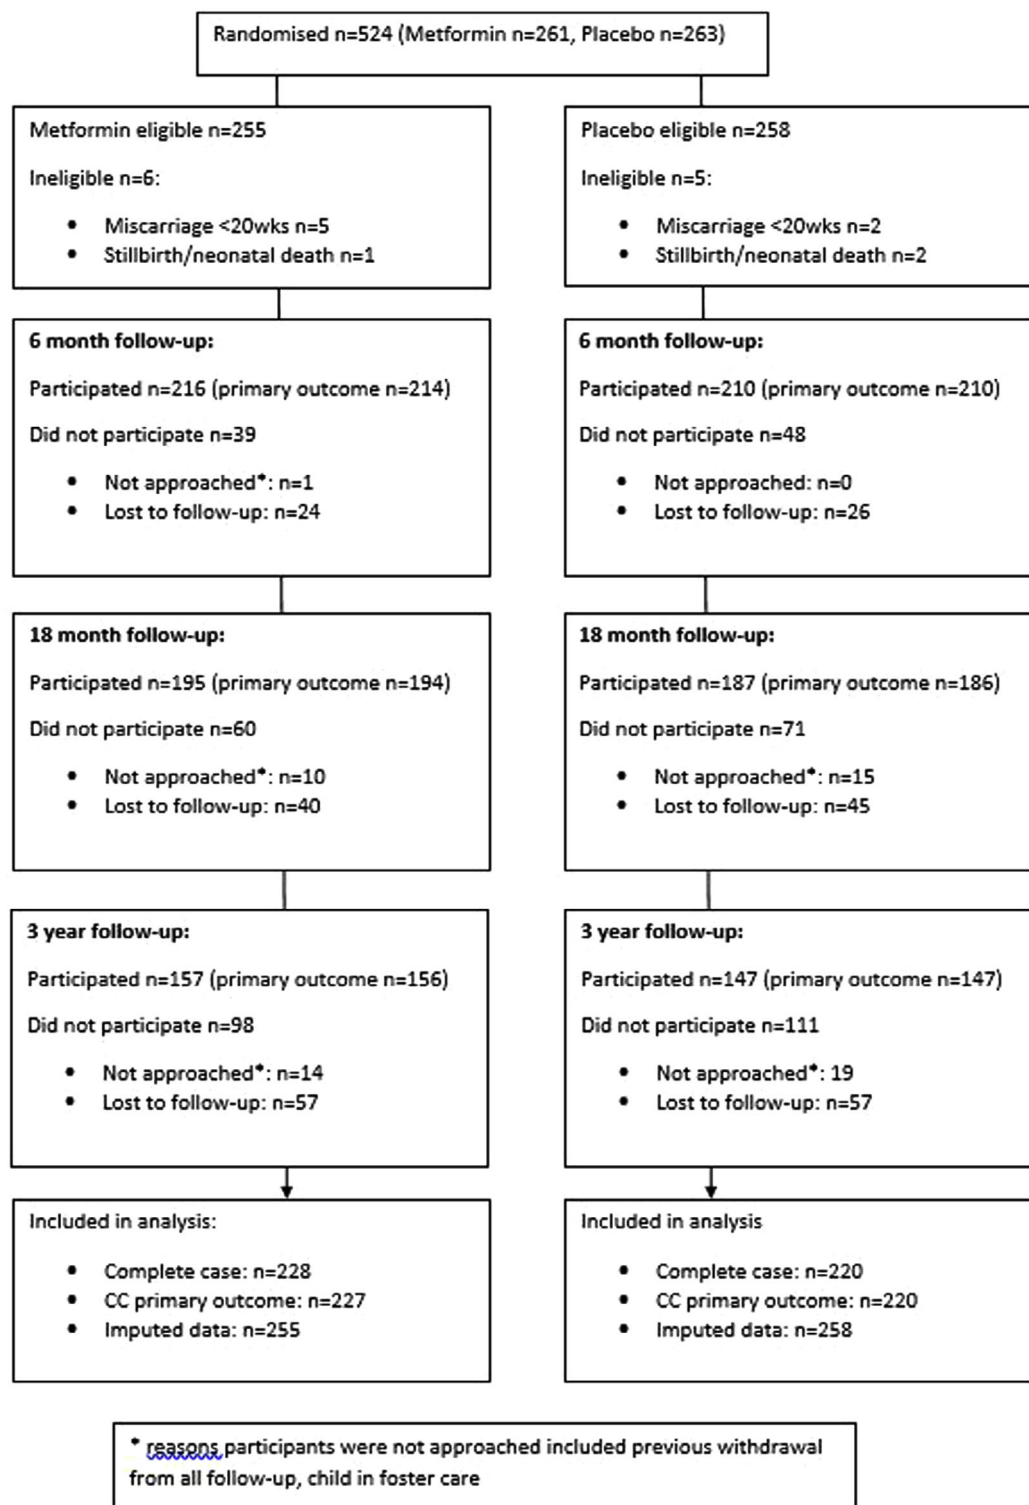 Randomised n=524 (Metformin n=261, Placebo n=263)
Metformin eligible n=255
Ineligible n=6:
• Miscarriage <20wks n=5
• Stillbirth/neonatal death n=1
Placebo eligible n=258
Ineligible n=5:
• Miscarriage <20wks n=2
• Stillbirth/neonatal death n=2
6 month follow-up:
Participated n=216 (primary outcome n=214)
Did not participate n=39
• Not approached*: n=1
• Lost to follow-up: n=24
6 month follow-up:
Participated n=210 (primary outcome n=210)
Did not participate n=48
• Not approached: n=0
• Lost to follow-up: n=26
18 month follow-up:
Participated n=195 (primary outcome n=194)
Did not participate n=60
• Not approached*: n=10
• Lost to follow-up: n=40
18 month follow-up:
Participated n=187 (primary outcome n=186)
Did not participate n=71
• Not approached*: n=15
• Lost to follow-up: n=45
3 year follow-up:
Participated n=157 (primary outcome n=156)
Did not participate n=98
• Not approached*: n=14
• Lost to follow-up: n=57
3 year follow-up:
Participated n=147 (primary outcome n=147)
Did not participate n=111
• Not approached*: 19
• Lost to follow-up: n=57
Included in analysis:
• Complete case: n=228
• CC primary outcome: n=227
• Imputed data: n=255
Included in analysis
• Complete case: n=220
• CC primary outcome: n=220
• Imputed data: n=258
* reasons participants were not approached included previous withdrawal
from all follow-up, child in foster care